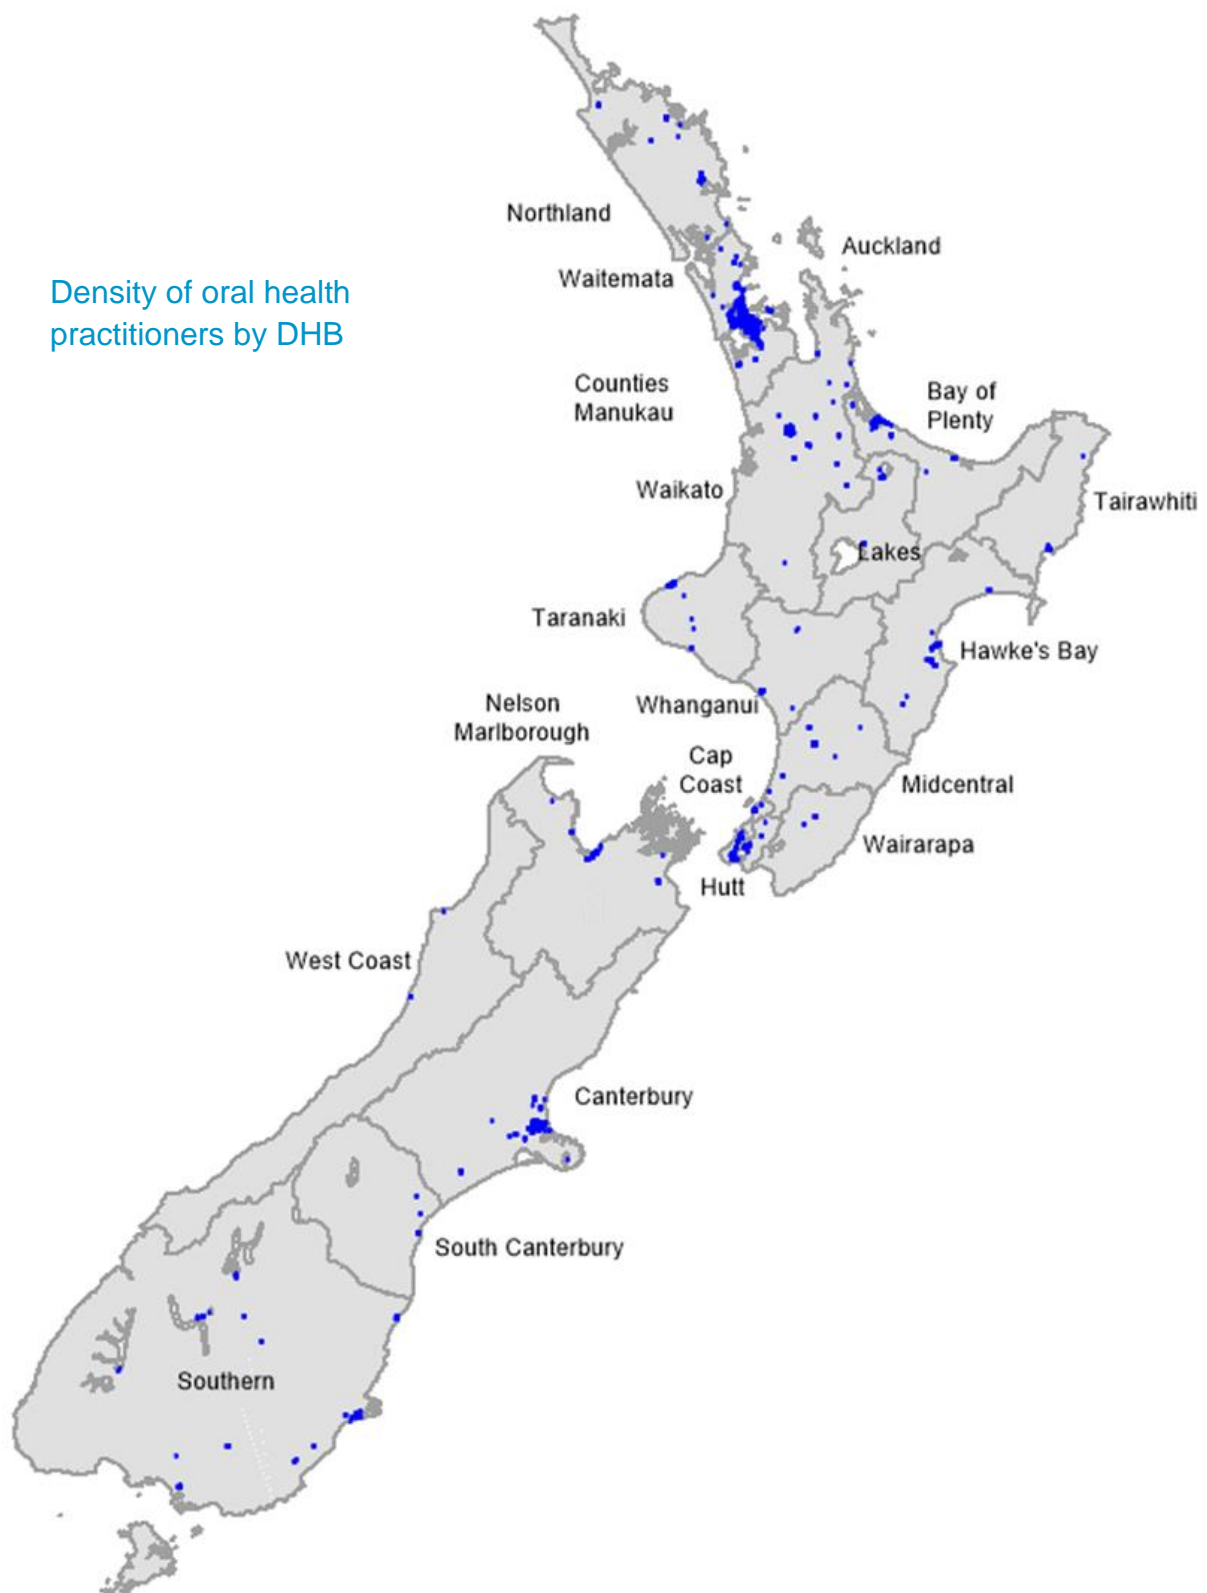 Northland
Auckland
Waitemata
Density of oral health
practitioners by DHB
Counties
Manukau
Bay of
Plenty
Waikato
Tairawhiti
Lakes
Taranaki
Hawke's Bay
Whanganui
Nelson
Marlborough
Cap
Coast
Midcentral
Wairarapa
Hutt
West Coast
Canterbury
South Canterbury
Southern